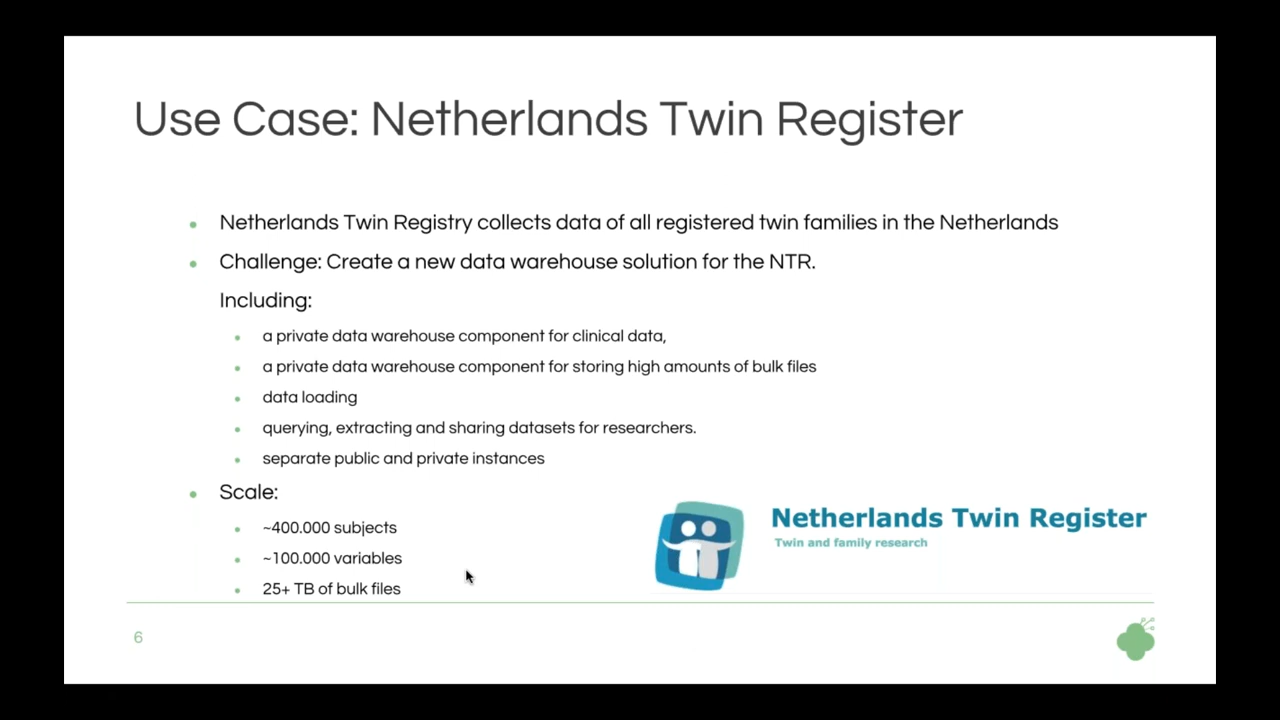 Use Case: Netherlands Twin Register
Netherlands Twin Registry collects data of all registered twin families in the Netherlands
Challenge: Create a new data warehouse solution for the NTR.
Including:
a private data warehouse component for clinical data,
a private data warehouse component for storing high amounts of bulk files
data loading
querying, extracting and sharing datasets for researchers.
separate public and private instances
Scale:
~400.000 subjects
~100.000 variables
25+ TB of bulk files
Netherlands Twin Register
Twin and family research
6